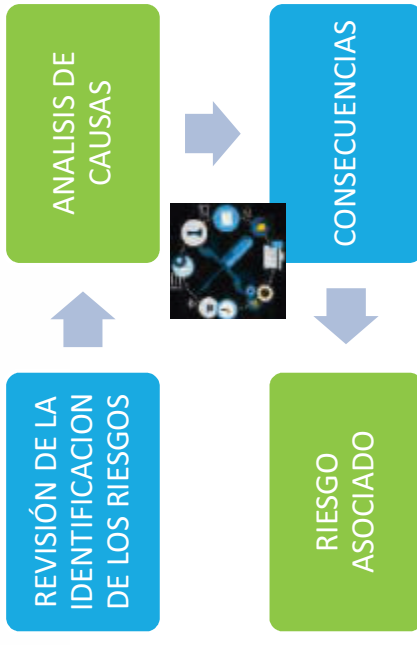 REVISIÓN DE LA
IDENTIFICACION
DE LOS RIESGOS
ANALISIS DE
CAUSAS
CONSECUENCIAS
RIESGO
ASOCIADO